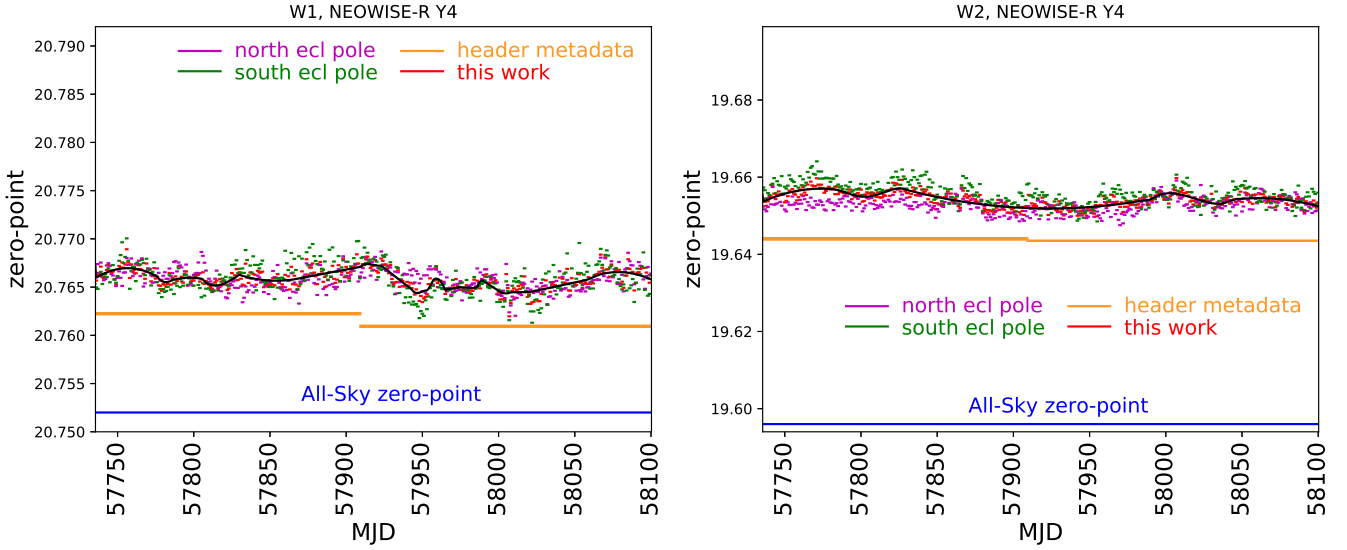 W1, NEOWISE-R Y4
north ecl pole
header metadata
south ecl pole
this work
20.790
20.785
20.780
20.775
20.770
20.765
20.760
20.755
20.750
zero-point
All-Sky zero-point
57750
57800
57850
57900
57950
58000
58050
58100
MJD
W2, NEOWISE-R Y4
19.68
19.66
19.64
19.62
19.60
zero-point
north ecl pole
header metadata
south ecl pole
this work
All-Sky zero-point
57750
57800
57850
57900
57950
58000
58050
58100
MJD